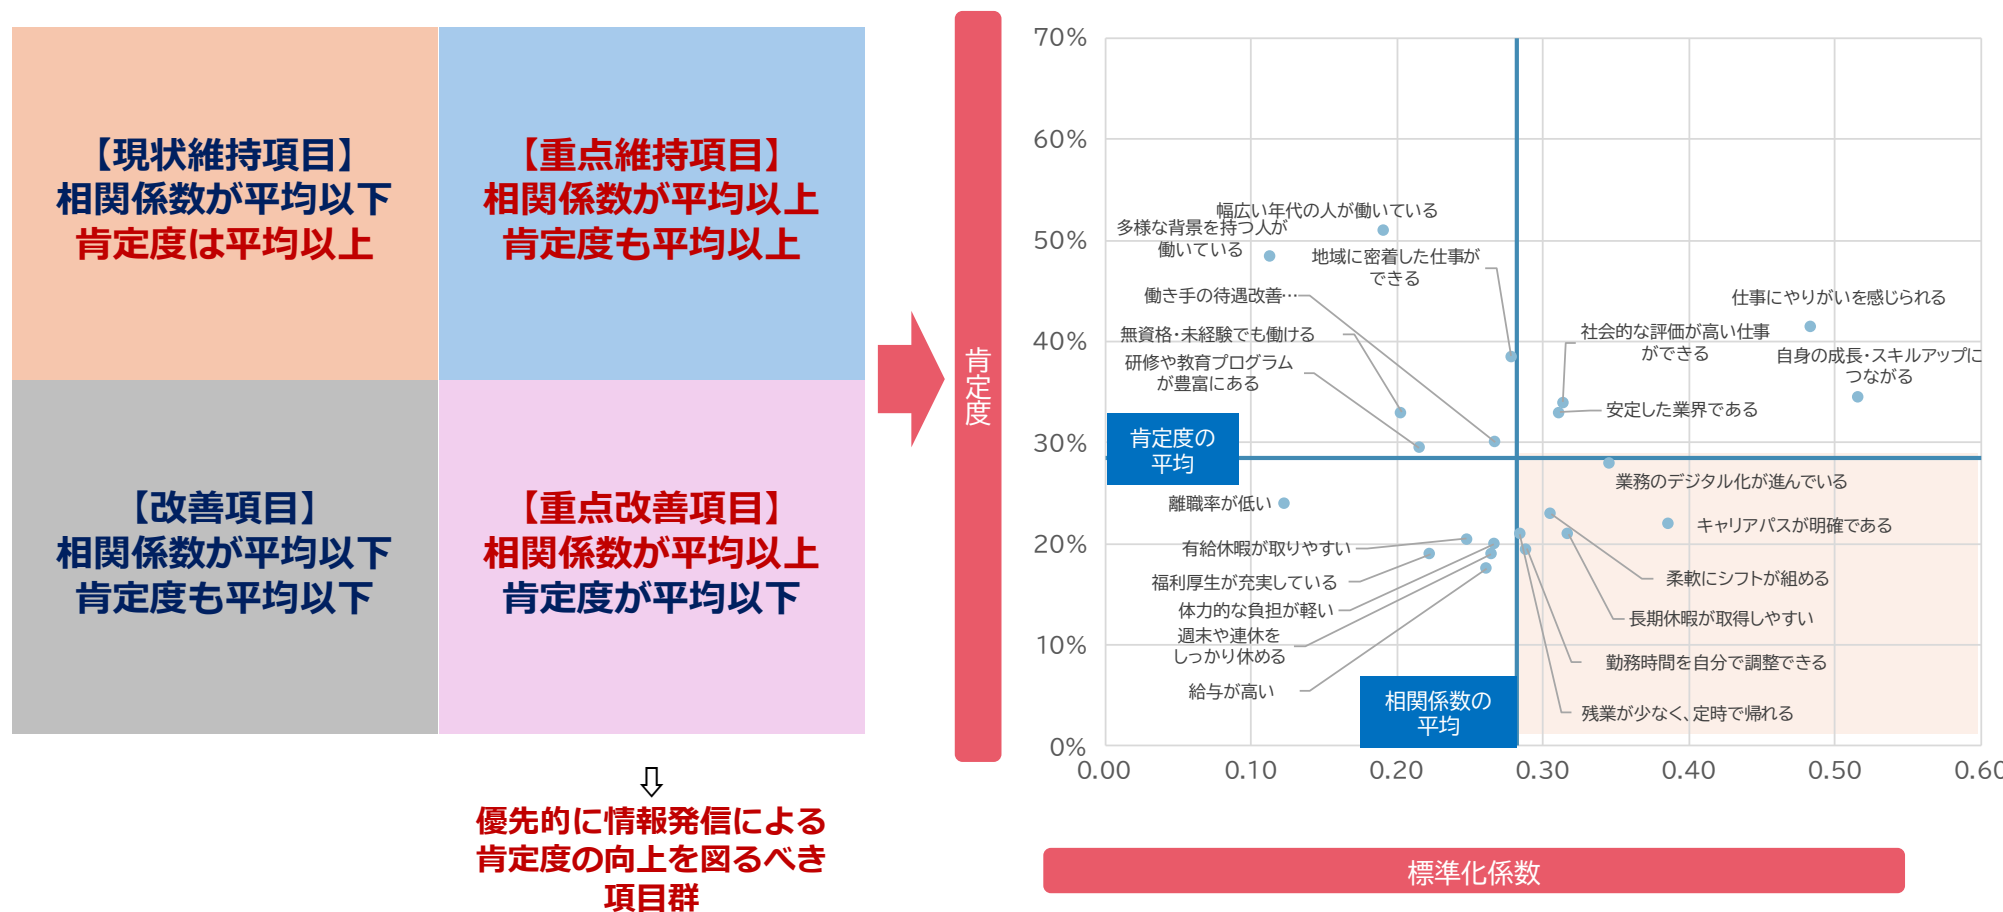 【現状維持項目】
相関係数が平均以下
肯定度は平均以上
【重点維持項目】
相関係数が平均以上
肯定度も平均以上
【改善項目】
相関係数が平均以下
肯定度も平均以下
【重点改善項目】
相関係数が平均以上
肯定度が平均以下
⇩
優先的に情報発信による
肯定度の向上を図るべき
項目群
肯定度
70%
60%
50%
40%
30%
20%
10%
0%
幅広い年代の人が働いている
多様な背景を持つ人が
働いている
地域に密着した仕事が
できる
働き手の待遇改善…
無資格・未経験でも働ける
研修や教育プログラム
が豊富にある
仕事にやりがいを感じられる
社会的な評価が高い仕事
ができる
自身の成長・スキルアップに
つながる
安定した業界である
肯定度の
平均
離職率が低い
有給休暇が取りやすい
福利厚生が充実している
体力的な負担が軽い
週末や連休を
しっかり休める
給与が高い
業務のデジタル化が進んでいる
キャリアパスが明確である
柔軟にシフトが組める
長期休暇が取得しやすい
勤務時間を自分で調整できる
残業が少なく、定時で帰れる
相関係数の
平均
0.00
0.10
0.20
0.30
0.40
0.50
0.60
標準化係数